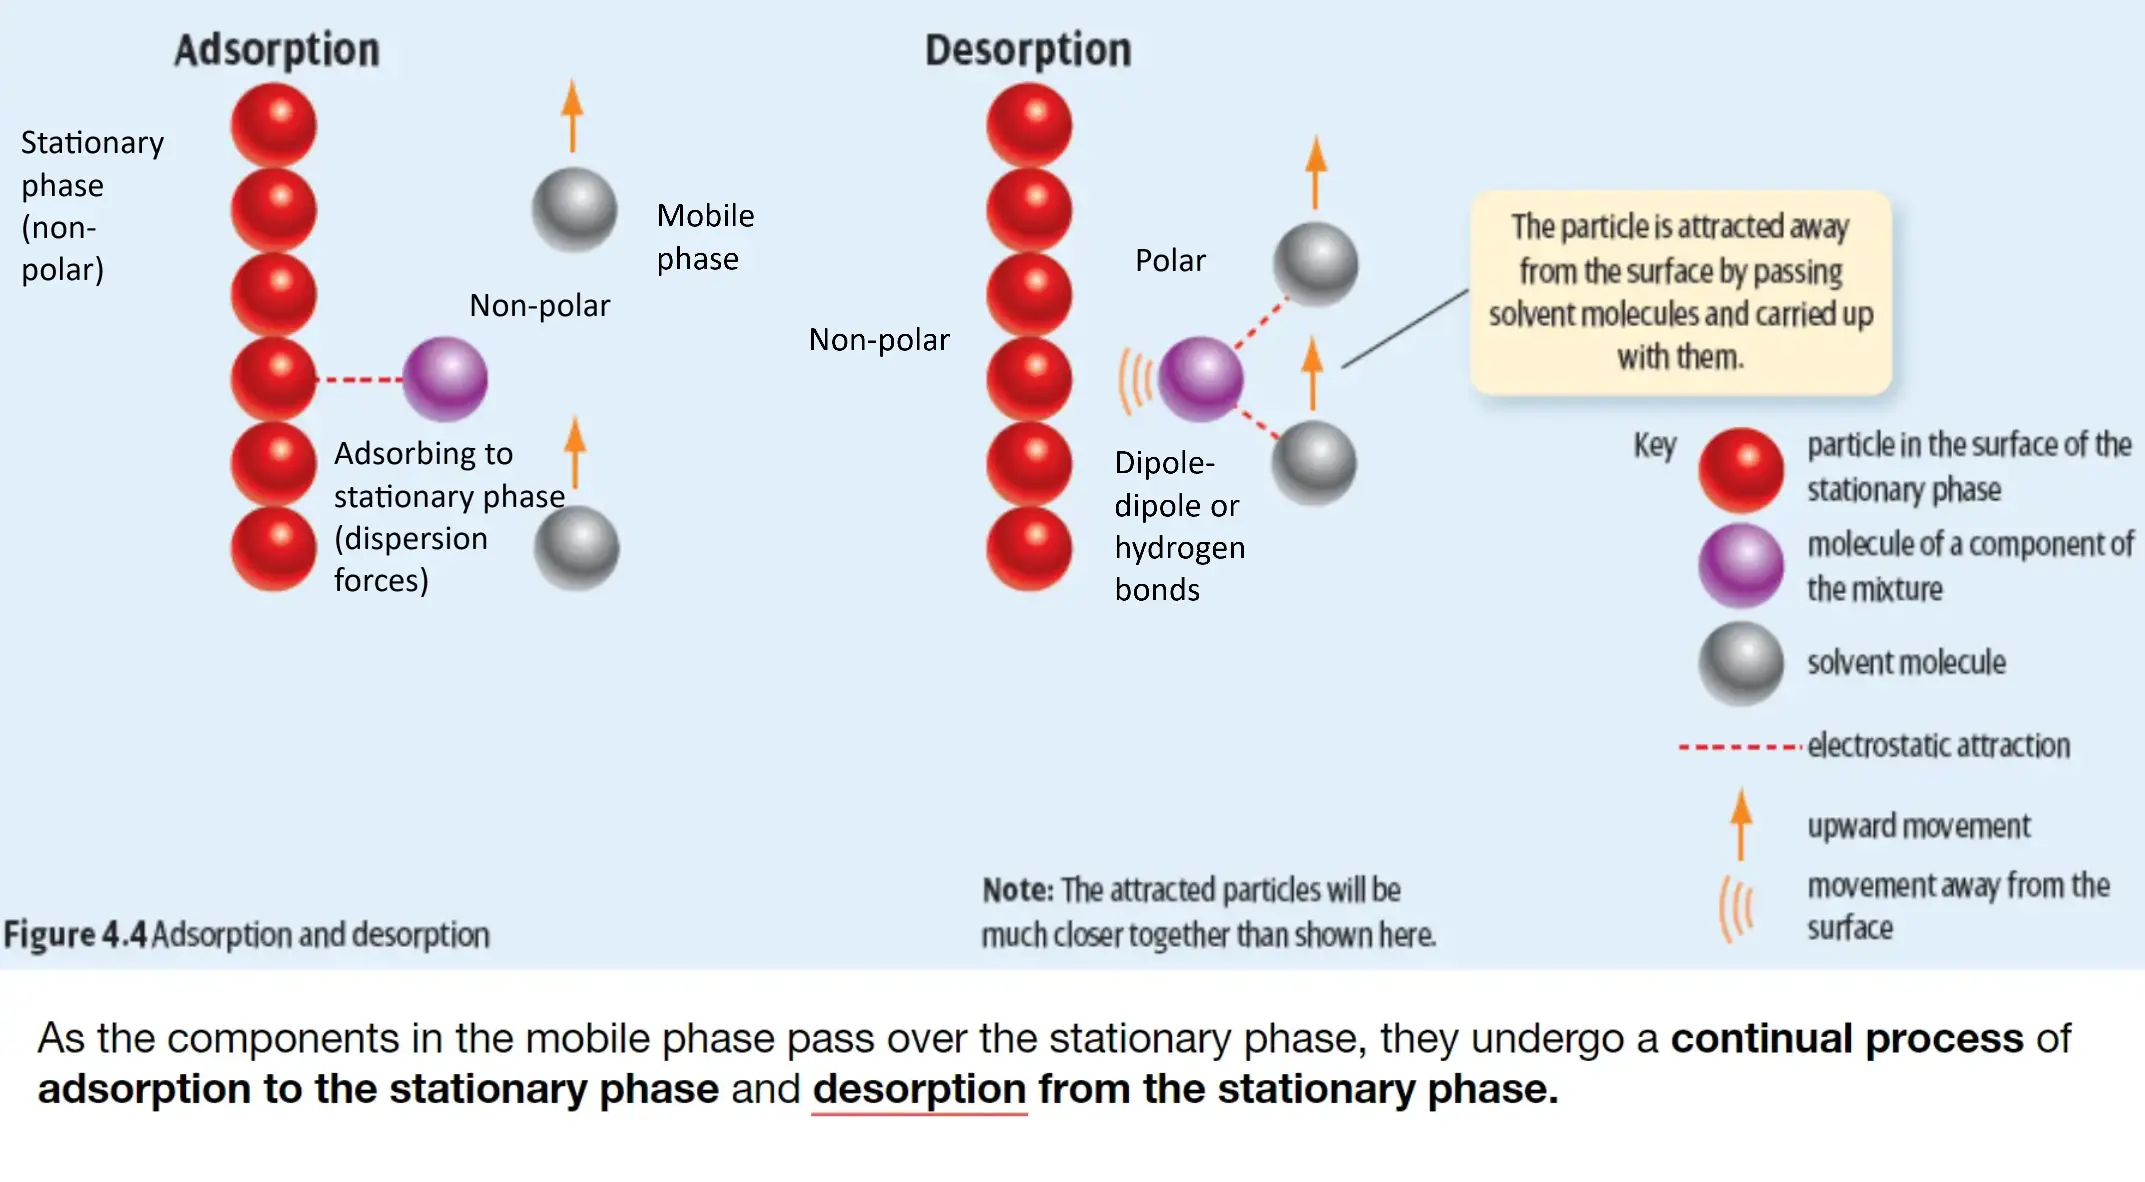 Adsorption
Stationary
phase
(non-
polar)
Mobile
phase
Non-polar
Adsorbing to
stationary phase
(dispersion
forces)
Desorption
Polar
Non-polar
Dipole-
dipole or
hydrogen
bonds
The particle is attracted away
from the surface by passing
solvent molecules and carried up
with them.
Key
particle in the surface of the
stationary phase
molecule of a component of
the mixture
solvent molecule
electrostatic attraction
upward movement
movement away from the
surface
Note: The attracted particles will be
much closer together than shown here.
Figure 4.4 Adsorption and desorption
As the components in the mobile phase pass over the stationary phase, they undergo a continual process of
adsorption to the stationary phase and desorption from the stationary phase.